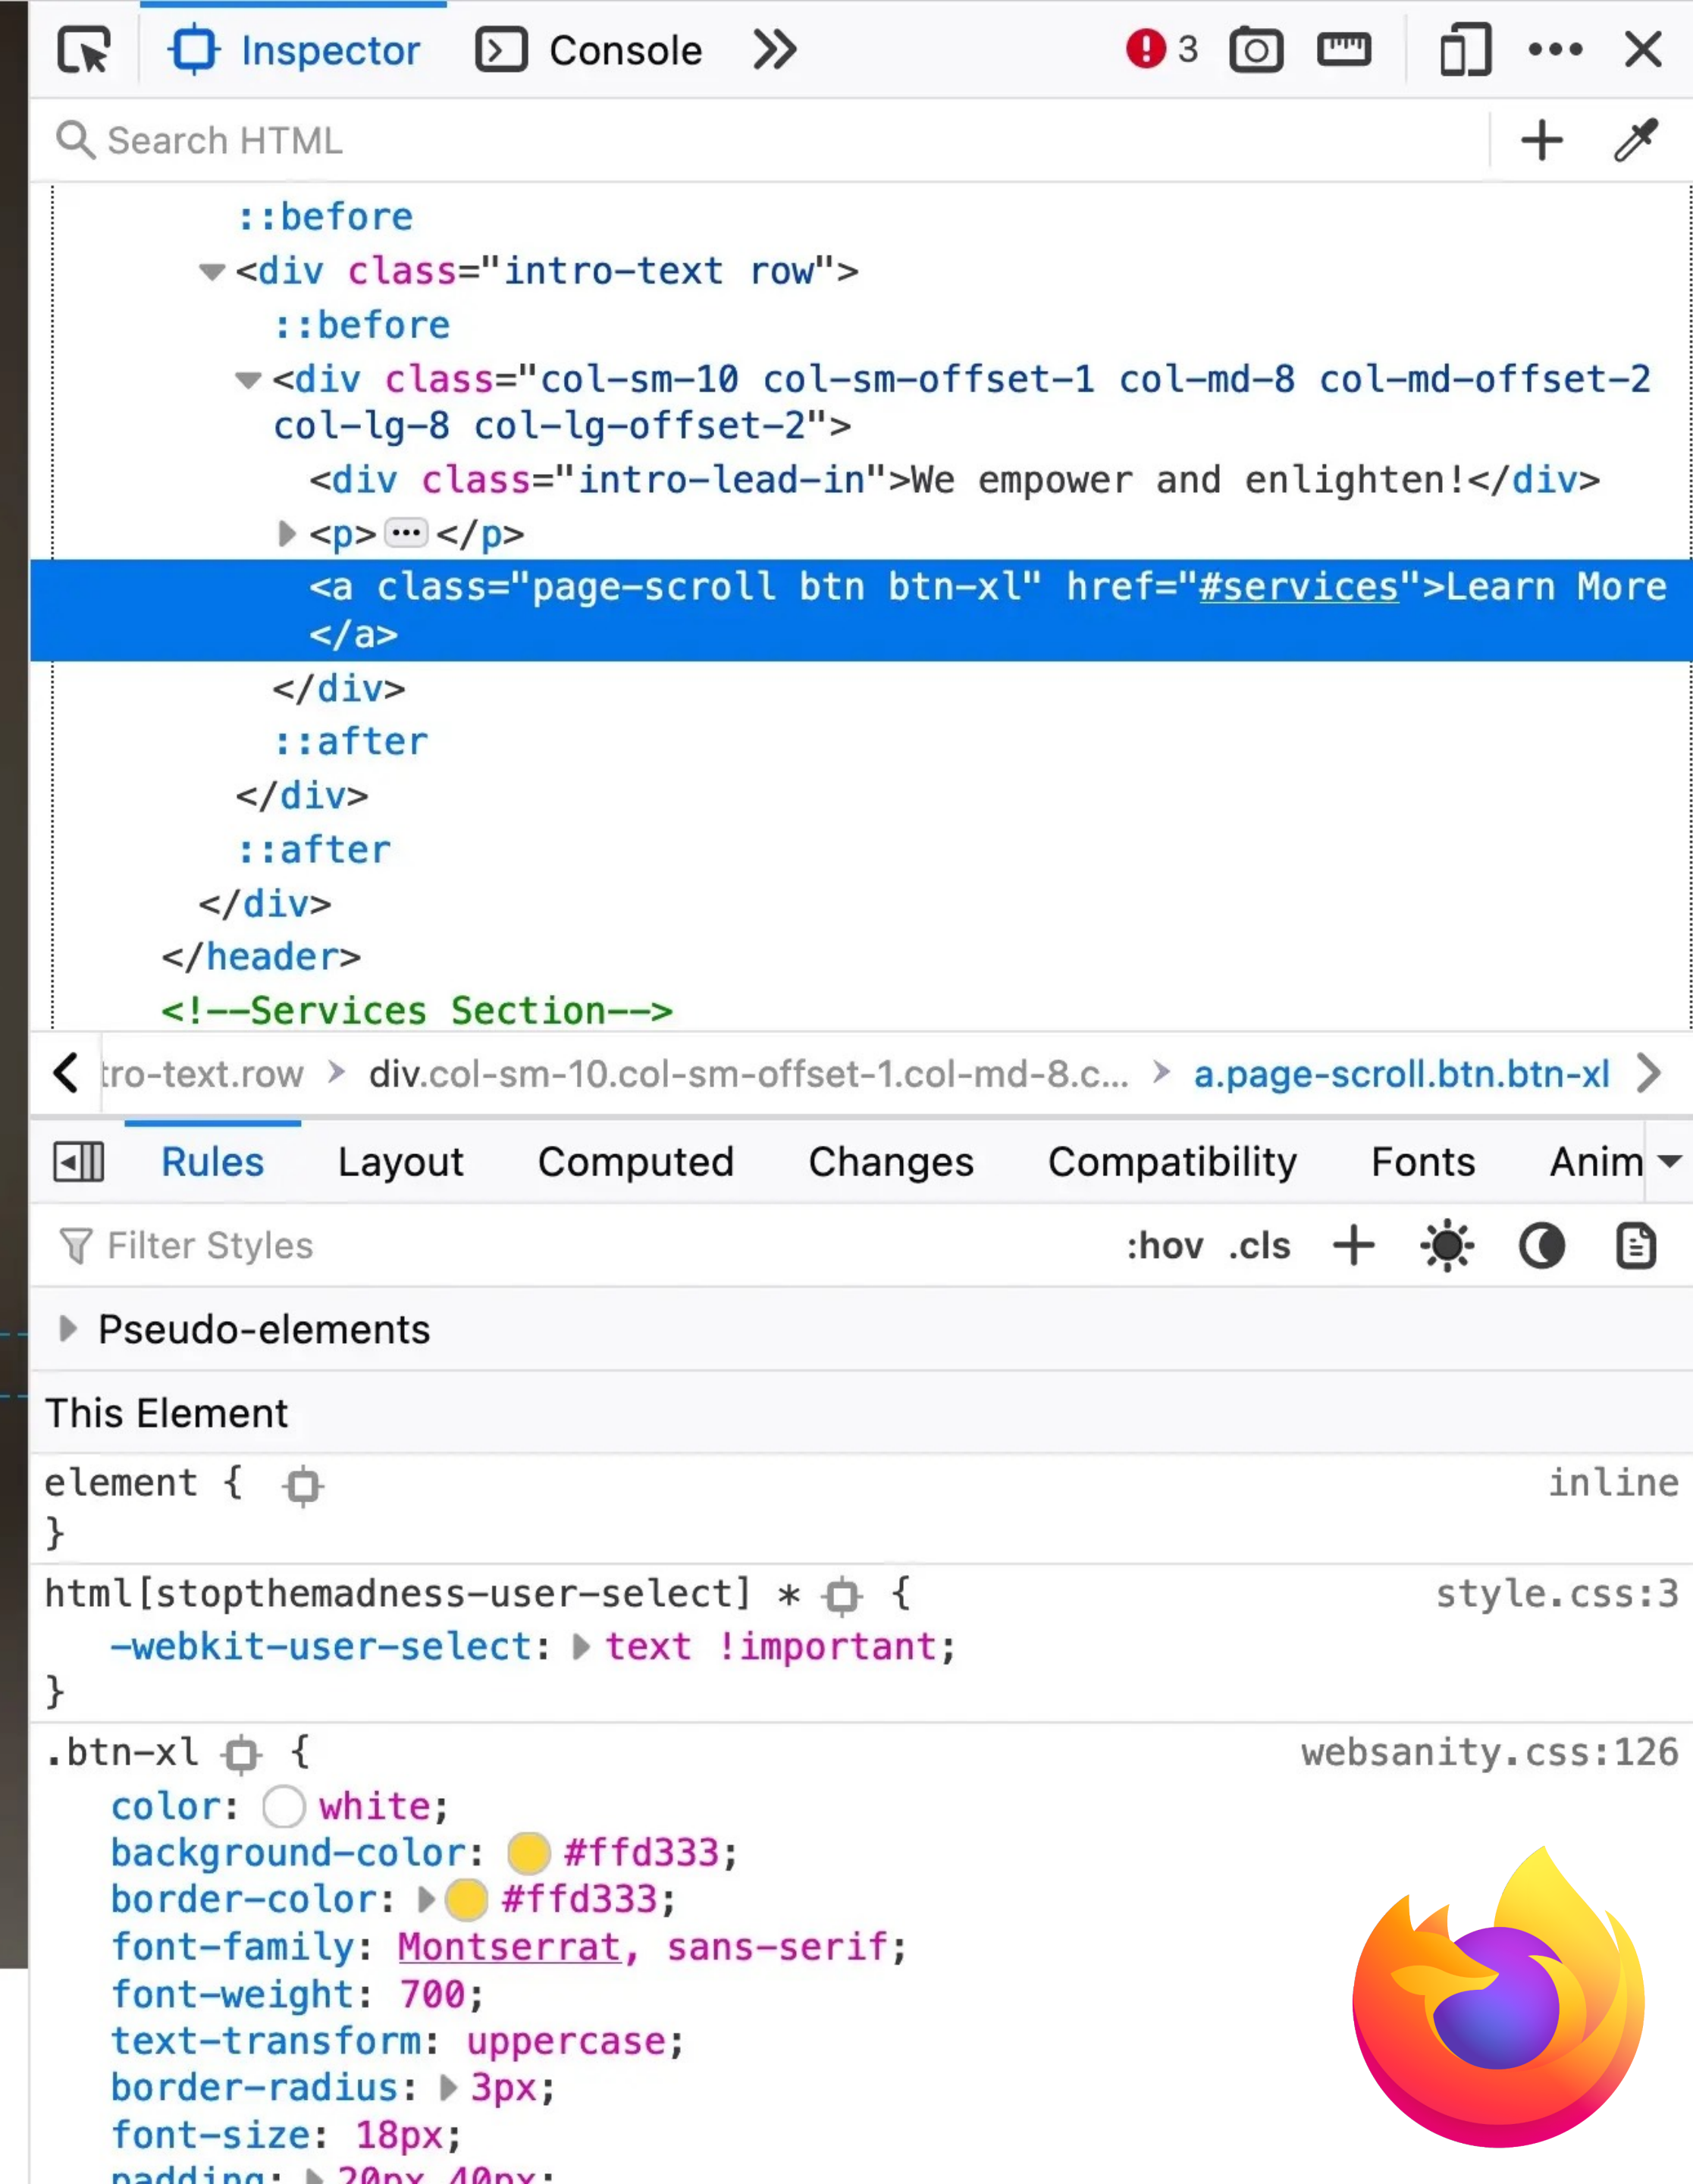 Inspector Console 3
Search HTML
::before
<div class="intro-text row">
::before
<div class="col-sm-10 col-sm-offset-1 col-md-8 col-md-offset-2
col-lg-8 col-lg-offset-2">
<div class="intro-lead-in">We empower and enlighten!</div>
<p>···</p>
<a class="page-scroll btn btn-xl" href="#services">Learn More
</a>
</div>
::after
</div>
::after
</div>
</header>
<!--Services Section-->
tro-text.row > div.col-sm-10.col-sm-offset-1.col-md-8.c... > a.page-scroll.btn.btn-xl
Rules Layout Computed Changes Compatibility Fonts Anim
Filter Styles :hov .cls +
Pseudo-elements
This Element
element { inline
}
html[stopthemadness-user-select] * { style.css:3
-webkit-user-select: text !important;
}
.btn-xl { websanity.css:126
color: white;
background-color: #ffd333;
border-color: #ffd333;
font-family: Montserrat, sans-serif;
font-weight: 700;
text-transform: uppercase;
border-radius: 3px;
font-size: 18px;
padding: 20px 40px;